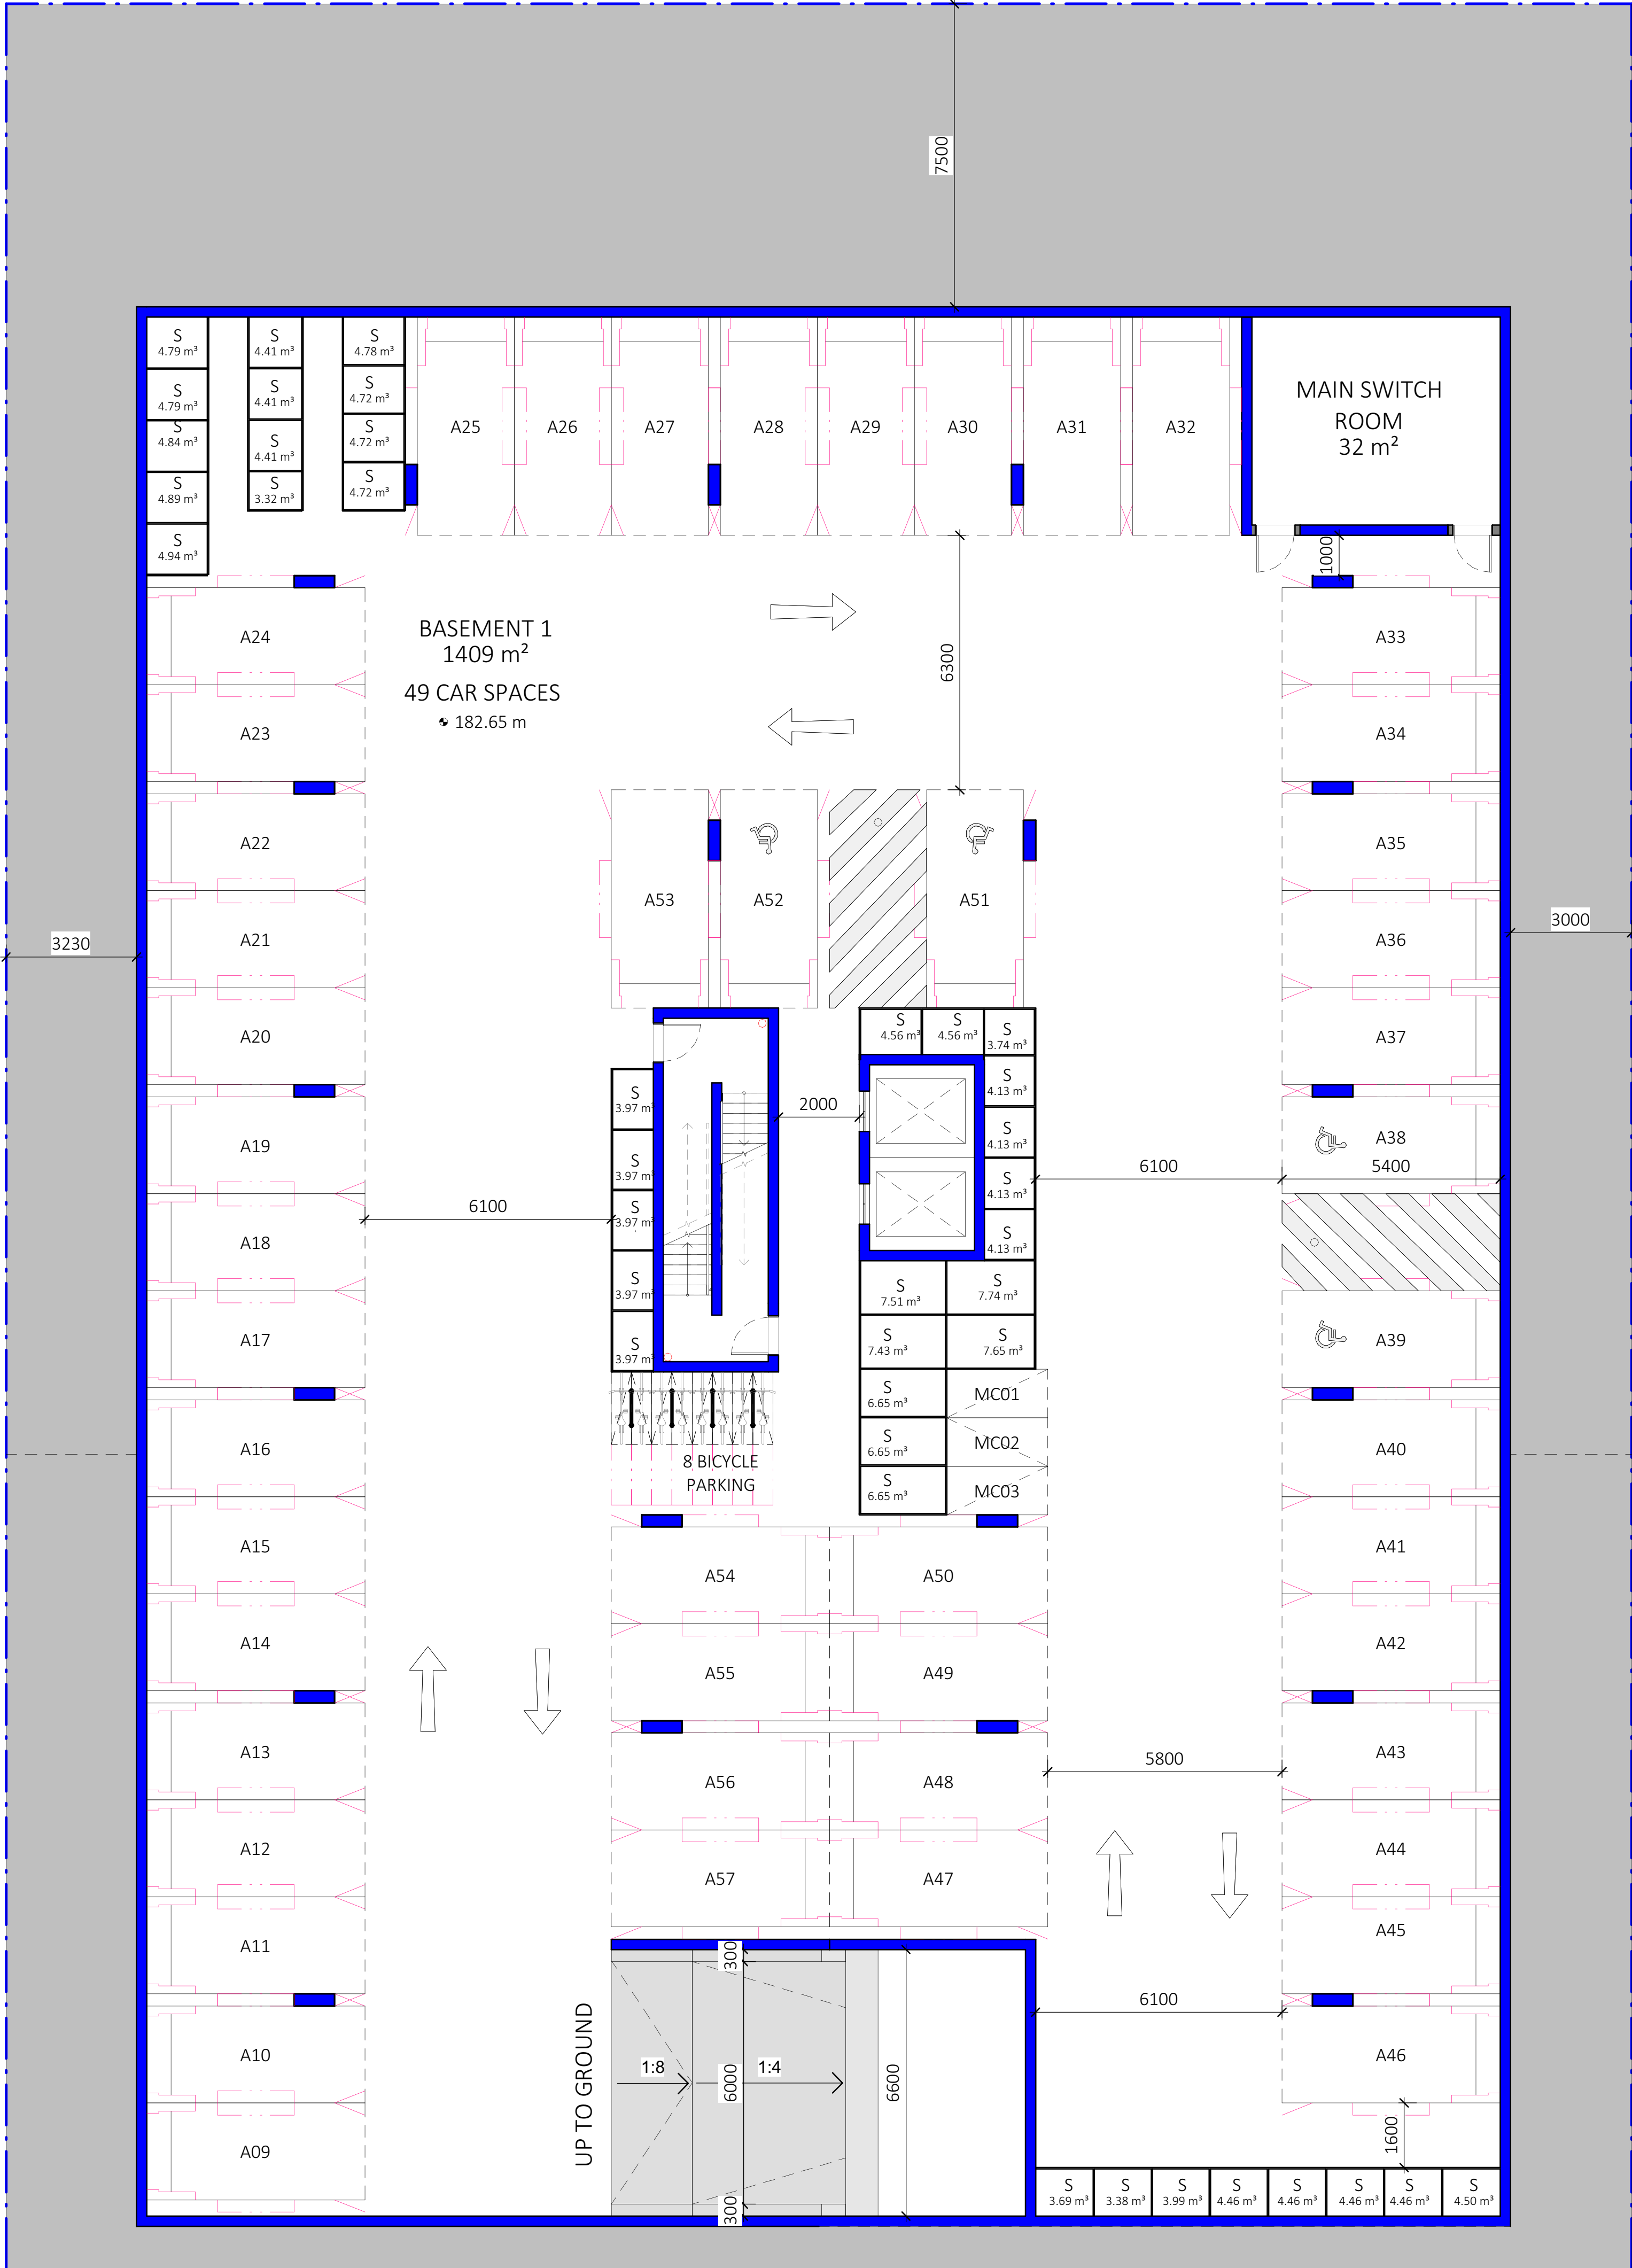 7500
S
4.79 m³
S
4.41 m³
S
4.78 m³
S
4.79 m³
S
4.41 m³
S
4.72 m³
S
4.84 m³
S
4.41 m³
S
4.72 m³
S
4.89 m³
S
3.32 m³
S
4.72 m³
S
4.94 m³
A25
A26
A27
A28
A29
A30
A31
A32
MAIN SWITCH
ROOM
32 m²
1000
BASEMENT 1
1409 m²
49 CAR SPACES
182.65 m
6300
A24
A23
A22
A21
A20
A19
A18
A17
A16
A15
A14
A13
A12
A11
A10
A09
A33
A34
A35
A36
A37
A38
A39
A40
A41
A42
A43
A44
A45
A46
3230
3000
A53
A52
A51
S
4.56 m³
S
4.56 m³
S
3.74 m³
S
4.13 m³
S
4.13 m³
S
4.13 m³
S
4.13 m³
S
3.97 m³
S
3.97 m³
S
3.97 m³
S
3.97 m³
S
3.97 m³
2000
6100
6100
5400
S
7.51 m³
S
7.74 m³
S
7.43 m³
S
7.65 m³
S
6.65 m³
MC01
S
6.65 m³
MC02
S
6.65 m³
MC03
8 BICYCLE
PARKING
A54
A50
A55
A49
A56
A48
A57
A47
5800
6100
UP TO GROUND
300
1:8
6000
1:4
6600
300
1600
S
3.69 m³
S
3.38 m³
S
3.99 m³
S
4.46 m³
S
4.46 m³
S
4.46 m³
S
4.46 m³
S
4.50 m³